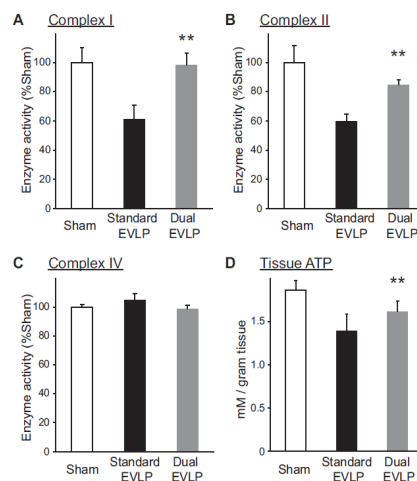 A Complex I
**
Enzyme activity (%Sham)
100
80
60
40
20
0
Sham
Standard EVLP
Dual EVLP
B Complex II
**
Enzyme activity (%Sham)
100
80
60
40
20
0
Sham
Standard EVLP
Dual EVLP
C Complex IV
Enzyme activity (%Sham)
100
80
60
40
20
0
Sham
Standard EVLP
Dual EVLP
D Tissue ATP
**
mM / gram tissue
1.5
1.0
0.5
0
Sham
Standard EVLP
Dual EVLP